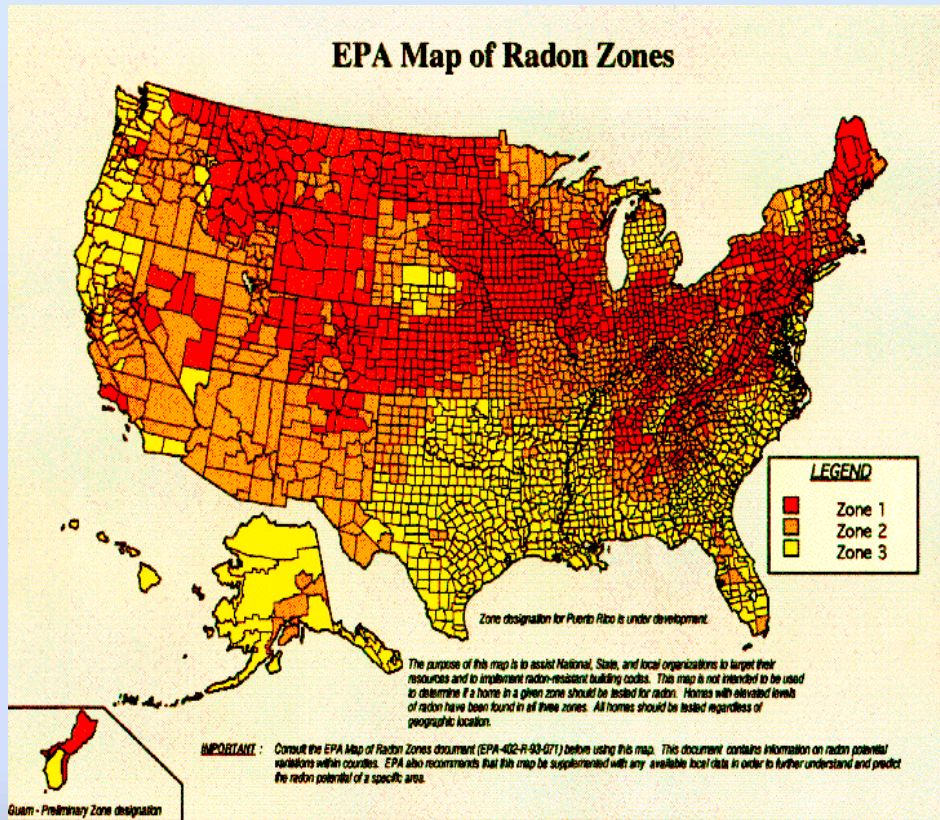 EPA Map of Radon Zones
LEGEND
Zone 1
Zone 2
Zone 3
Zone designation for Puerto Rico is under development.
The purpose of this map is to assist National, State, and local organizations to target their
resources and to implement radon-resistant building codes. This map is not intended to be used
to determine if a home in a given zone should be tested for radon. Homes with elevated levels
of radon have been found in all three zones. All homes should be tested regardless of
geographic location.
IMPORTANT : Consult the EPA Map of Radon Zones document (EPA-402-R-93-071) before using this map. This document contains information on radon potential
variations within counties. EPA also recommends that this map be supplemented with any available local data in order to further understand and predict
the radon potential of a specific area.
Guam - Preliminary Zone designation